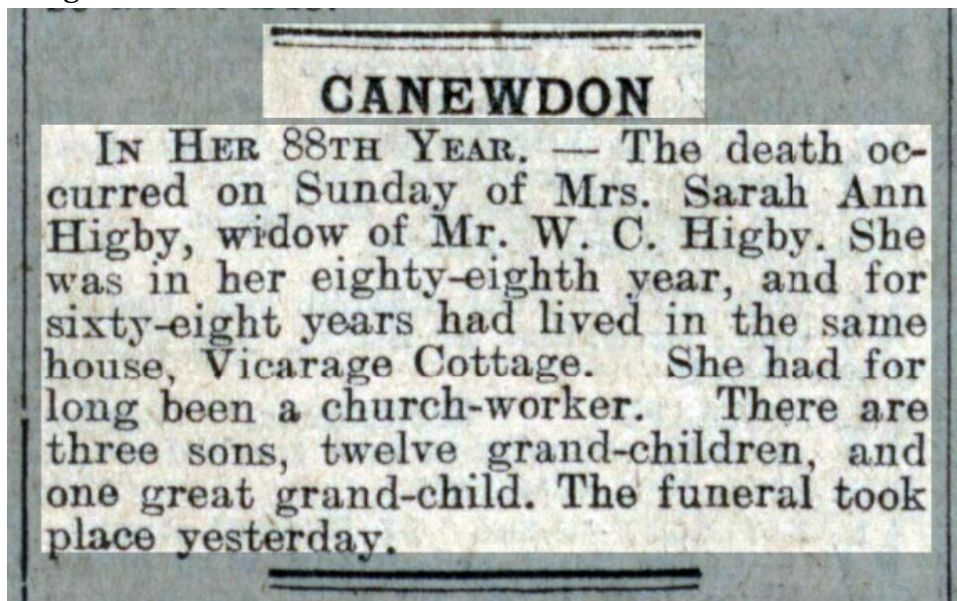 CANEWDON
IN HER 88TH YEAR. — The death oc-
curred on Sunday of Mrs. Sarah Ann
Higby, widow of Mr. W. C. Higby. She
was in her eighty-eighth year, and for
sixty-eight years had lived in the same
house, Vicarage Cottage. She had for
long been a church-worker. There are
three sons, twelve grand-children, and
one great grand-child. The funeral took
place yesterday.